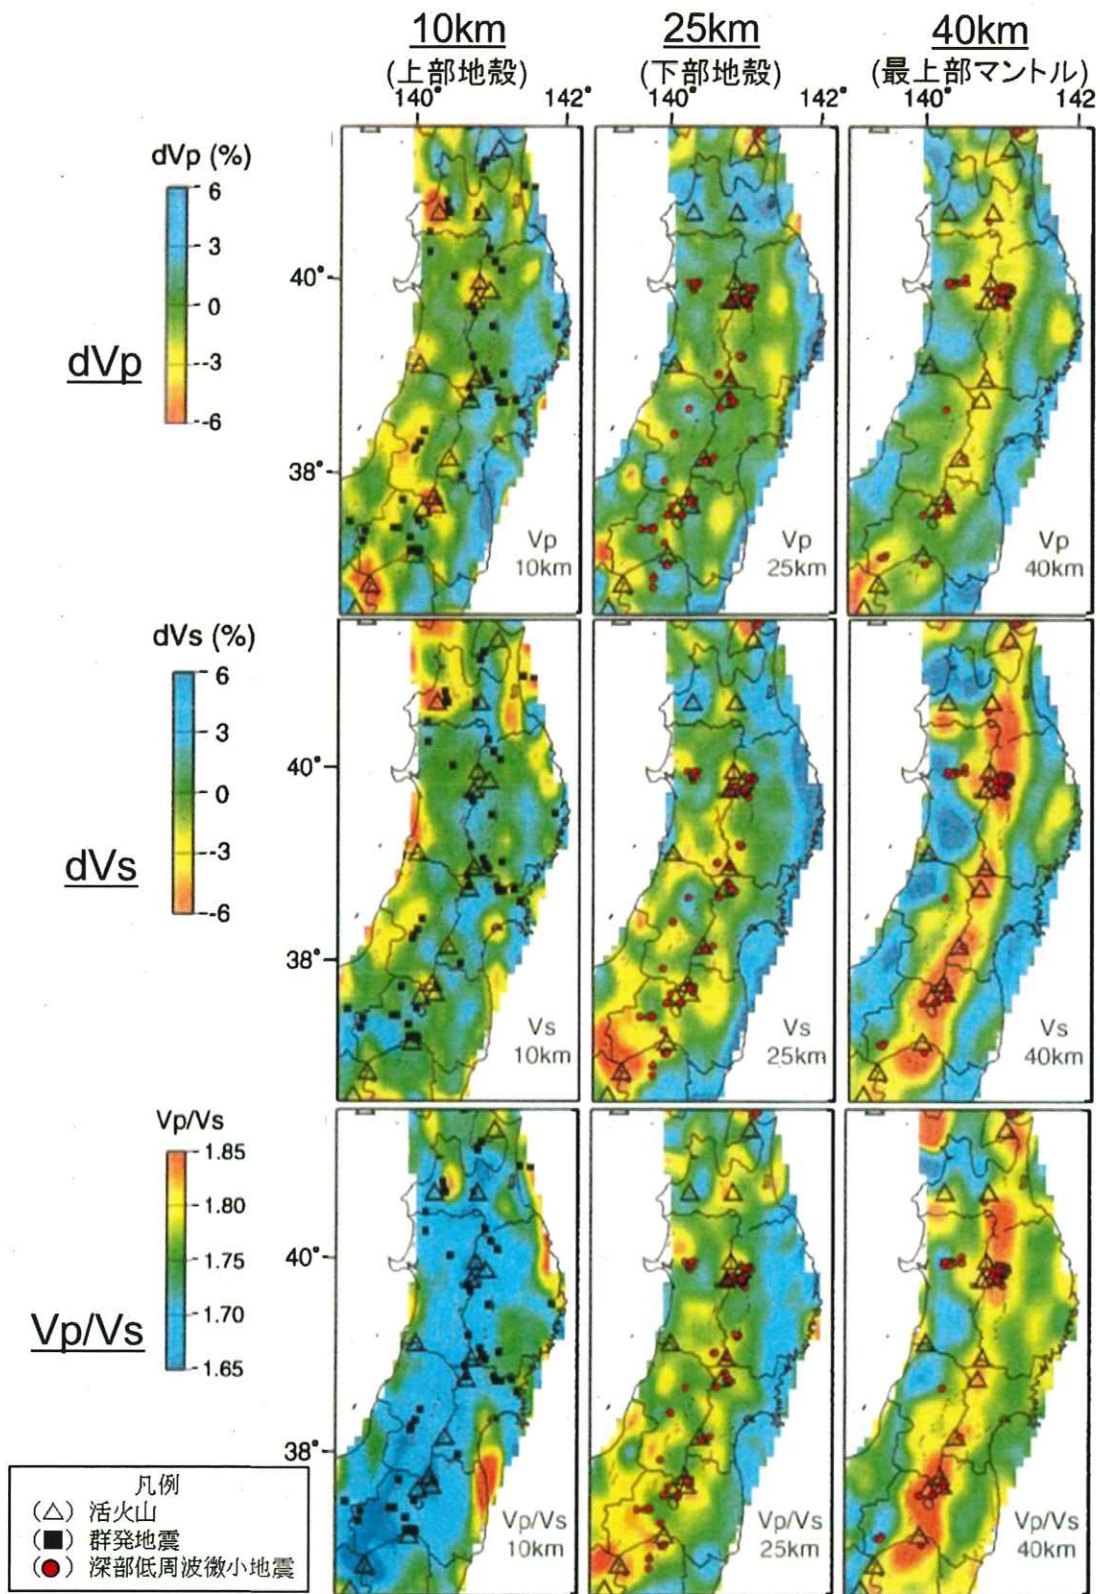 10km
25km
40km
(上部地殻)
(下部地殻)
(最上部マントル)
140°
142°
140°
142°
140°
142
dVp (%)
6
3
0
-3
-6
dVp
40°
38°
Vp
10km
Vp
25km
Vp
40km
dVs (%)
6
3
0
-3
-6
dVs
40°
38°
Vs
10km
Vs
25km
Vs
40km
Vp/Vs
1.85
1.80
1.75
1.70
1.65
Vp/Vs
40°
38°
Vp/Vs
10km
Vp/Vs
25km
Vp/Vs
40km
凡例
(△) 活火山
(■) 群発地震
(●) 深部低周波微小地震